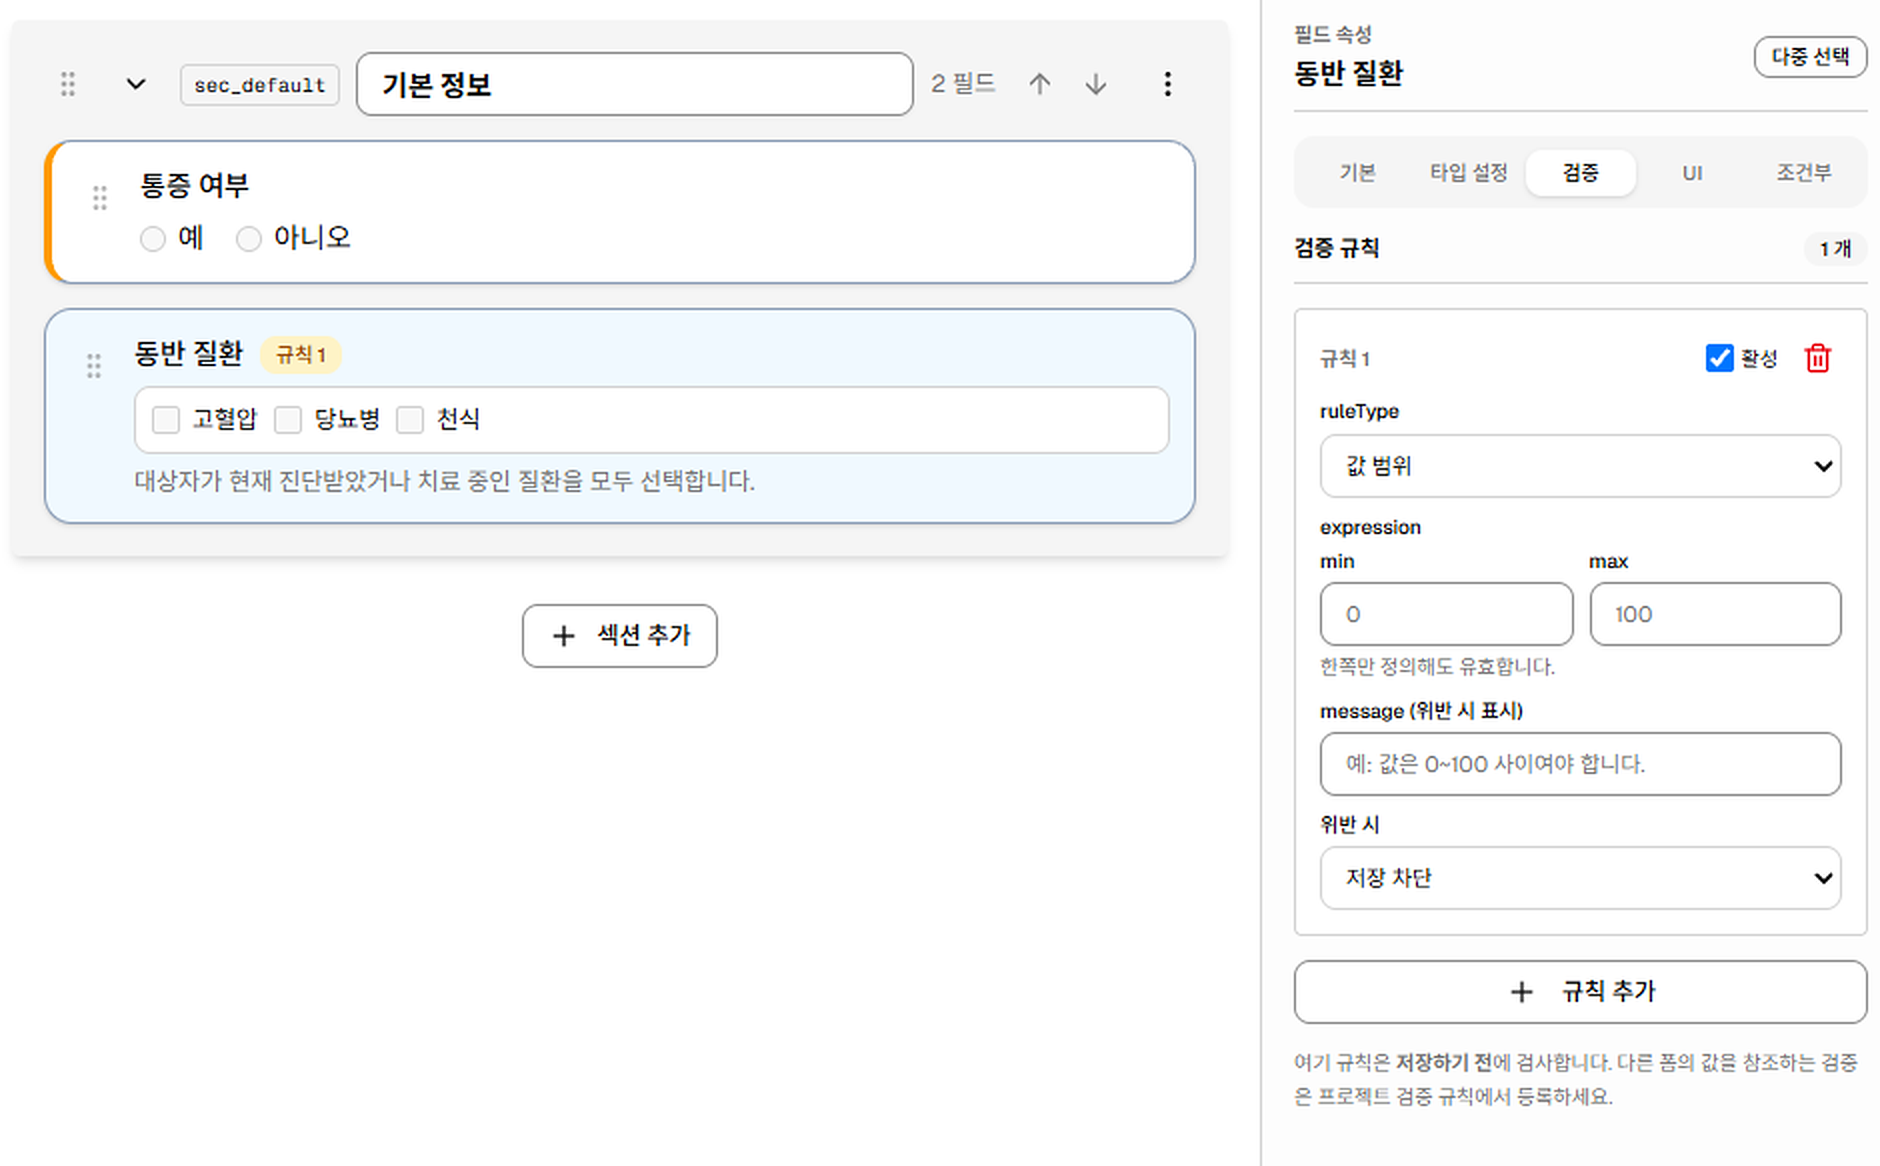 sec_default
기본 정보
2 필드
통증 여부
예
아니오
동반 질환
규칙 1
고혈압
당뇨병
천식
대상자가 현재 진단받았거나 치료 중인 질환을 모두 선택합니다.
섹션 추가
필드 속성
동반 질환
다중 선택
기본
타입 설정
검증
UI
조건부
검증 규칙
1 개
규칙 1
활성
ruleType
값 범위
expression
min
max
0
100
한쪽만 정의해도 유효합니다.
message (위반 시 표시)
예: 값은 0~100 사이여야 합니다.
위반 시
저장 차단
규칙 추가
여기 규칙은 저장하기 전에 검사합니다. 다른 폼의 값을 참조하는 검증
은 프로젝트 검증 규칙에서 등록하세요.